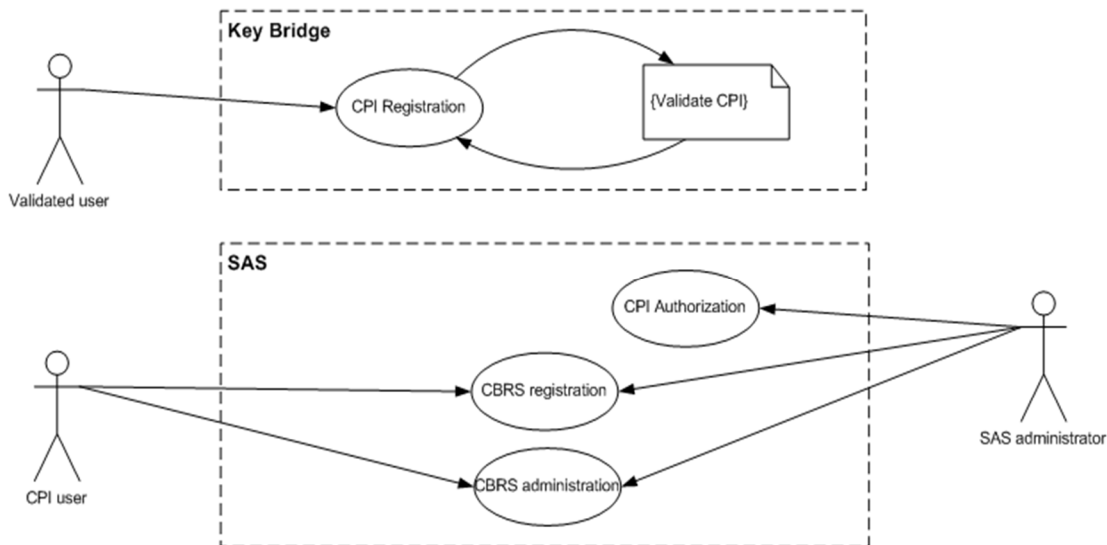 Key Bridge
CPI Registration
{Validate CPI}
Validated user
SAS
CPI Authorization
CBRS registration
SAS administrator
CBRS administration
CPI user